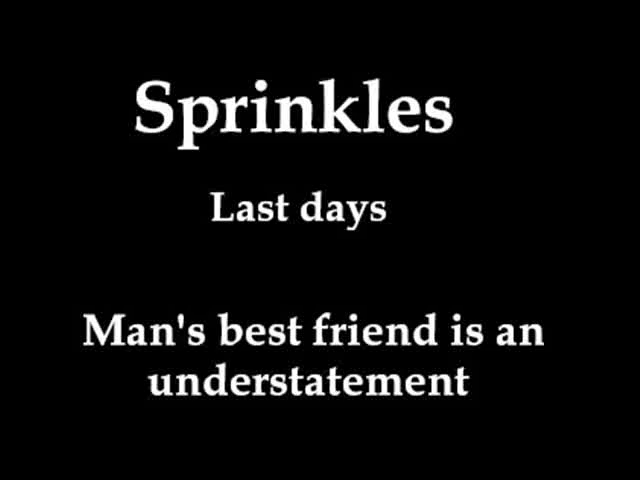 Sprinkles
Last days
Man's best friend is an
understatement